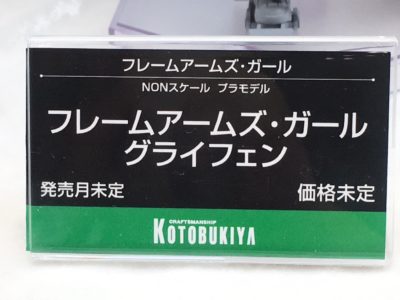 フレームアームズ・ガール
NONスケール プラモデル
フレームアームズ・ガール
グライフェン
発売月未定 価格未定
CRAFTSMANSHIP
KOTOBUKIYA